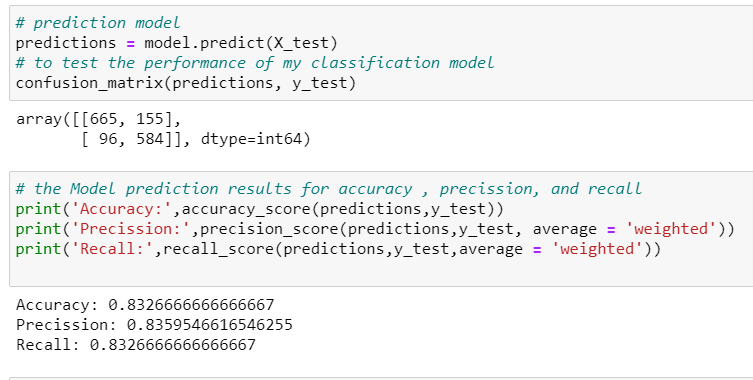 # prediction model
predictions = model.predict(X_test)
# to test the performance of my classification model
confusion_matrix(predictions, y_test)
array([[665, 155],
       [ 96, 584]], dtype=int64)
# the Model prediction results for accuracy , precission, and recall
print('Accuracy:',accuracy_score(predictions,y_test))
print('Precission:',precision_score(predictions,y_test, average = 'weighted'))
print('Recall:',recall_score(predictions,y_test,average = 'weighted'))
Accuracy: 0.8326666666666667
Precission: 0.8359546616546255
Recall: 0.8326666666666667